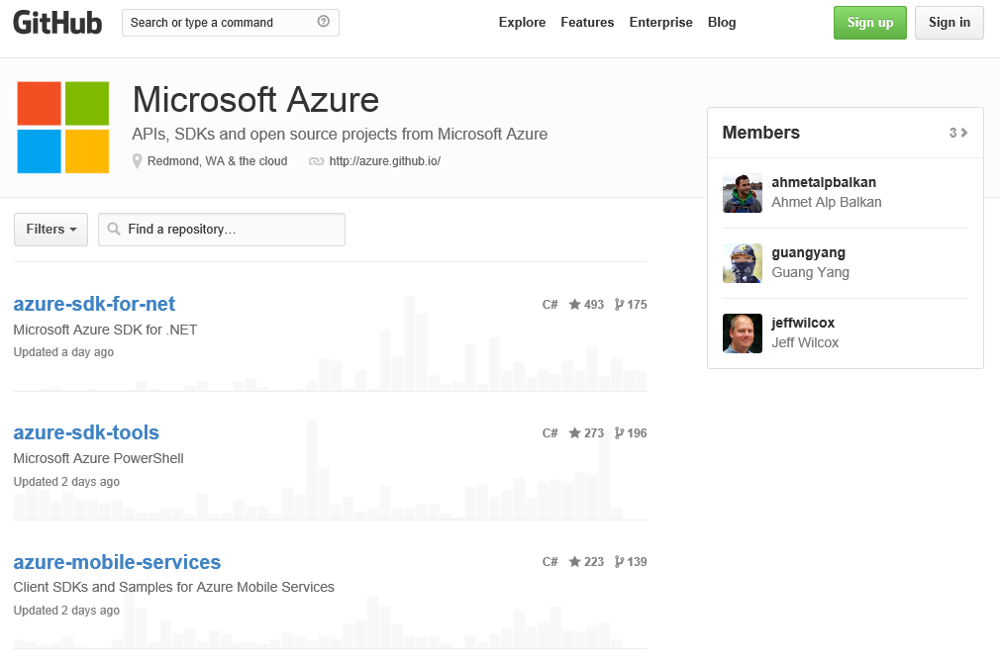 GitHub
Search or type a command
Explore Features Enterprise Blog
Sign up Sign in
Microsoft Azure
APIs, SDKs and open source projects from Microsoft Azure
Redmond, WA & the cloud http://azure.github.io/
Members 3
ahmetalpbalkan
Ahmet Alp Balkan
guangyang
Guang Yang
jeffwilcox
Jeff Wilcox
Filters Find a repository…
azure-sdk-for-net C# 493 175
Microsoft Azure SDK for .NET
Updated a day ago
azure-sdk-tools C# 273 196
Microsoft Azure PowerShell
Updated 2 days ago
azure-mobile-services C# 223 139
Client SDKs and Samples for Azure Mobile Services
Updated 2 days ago